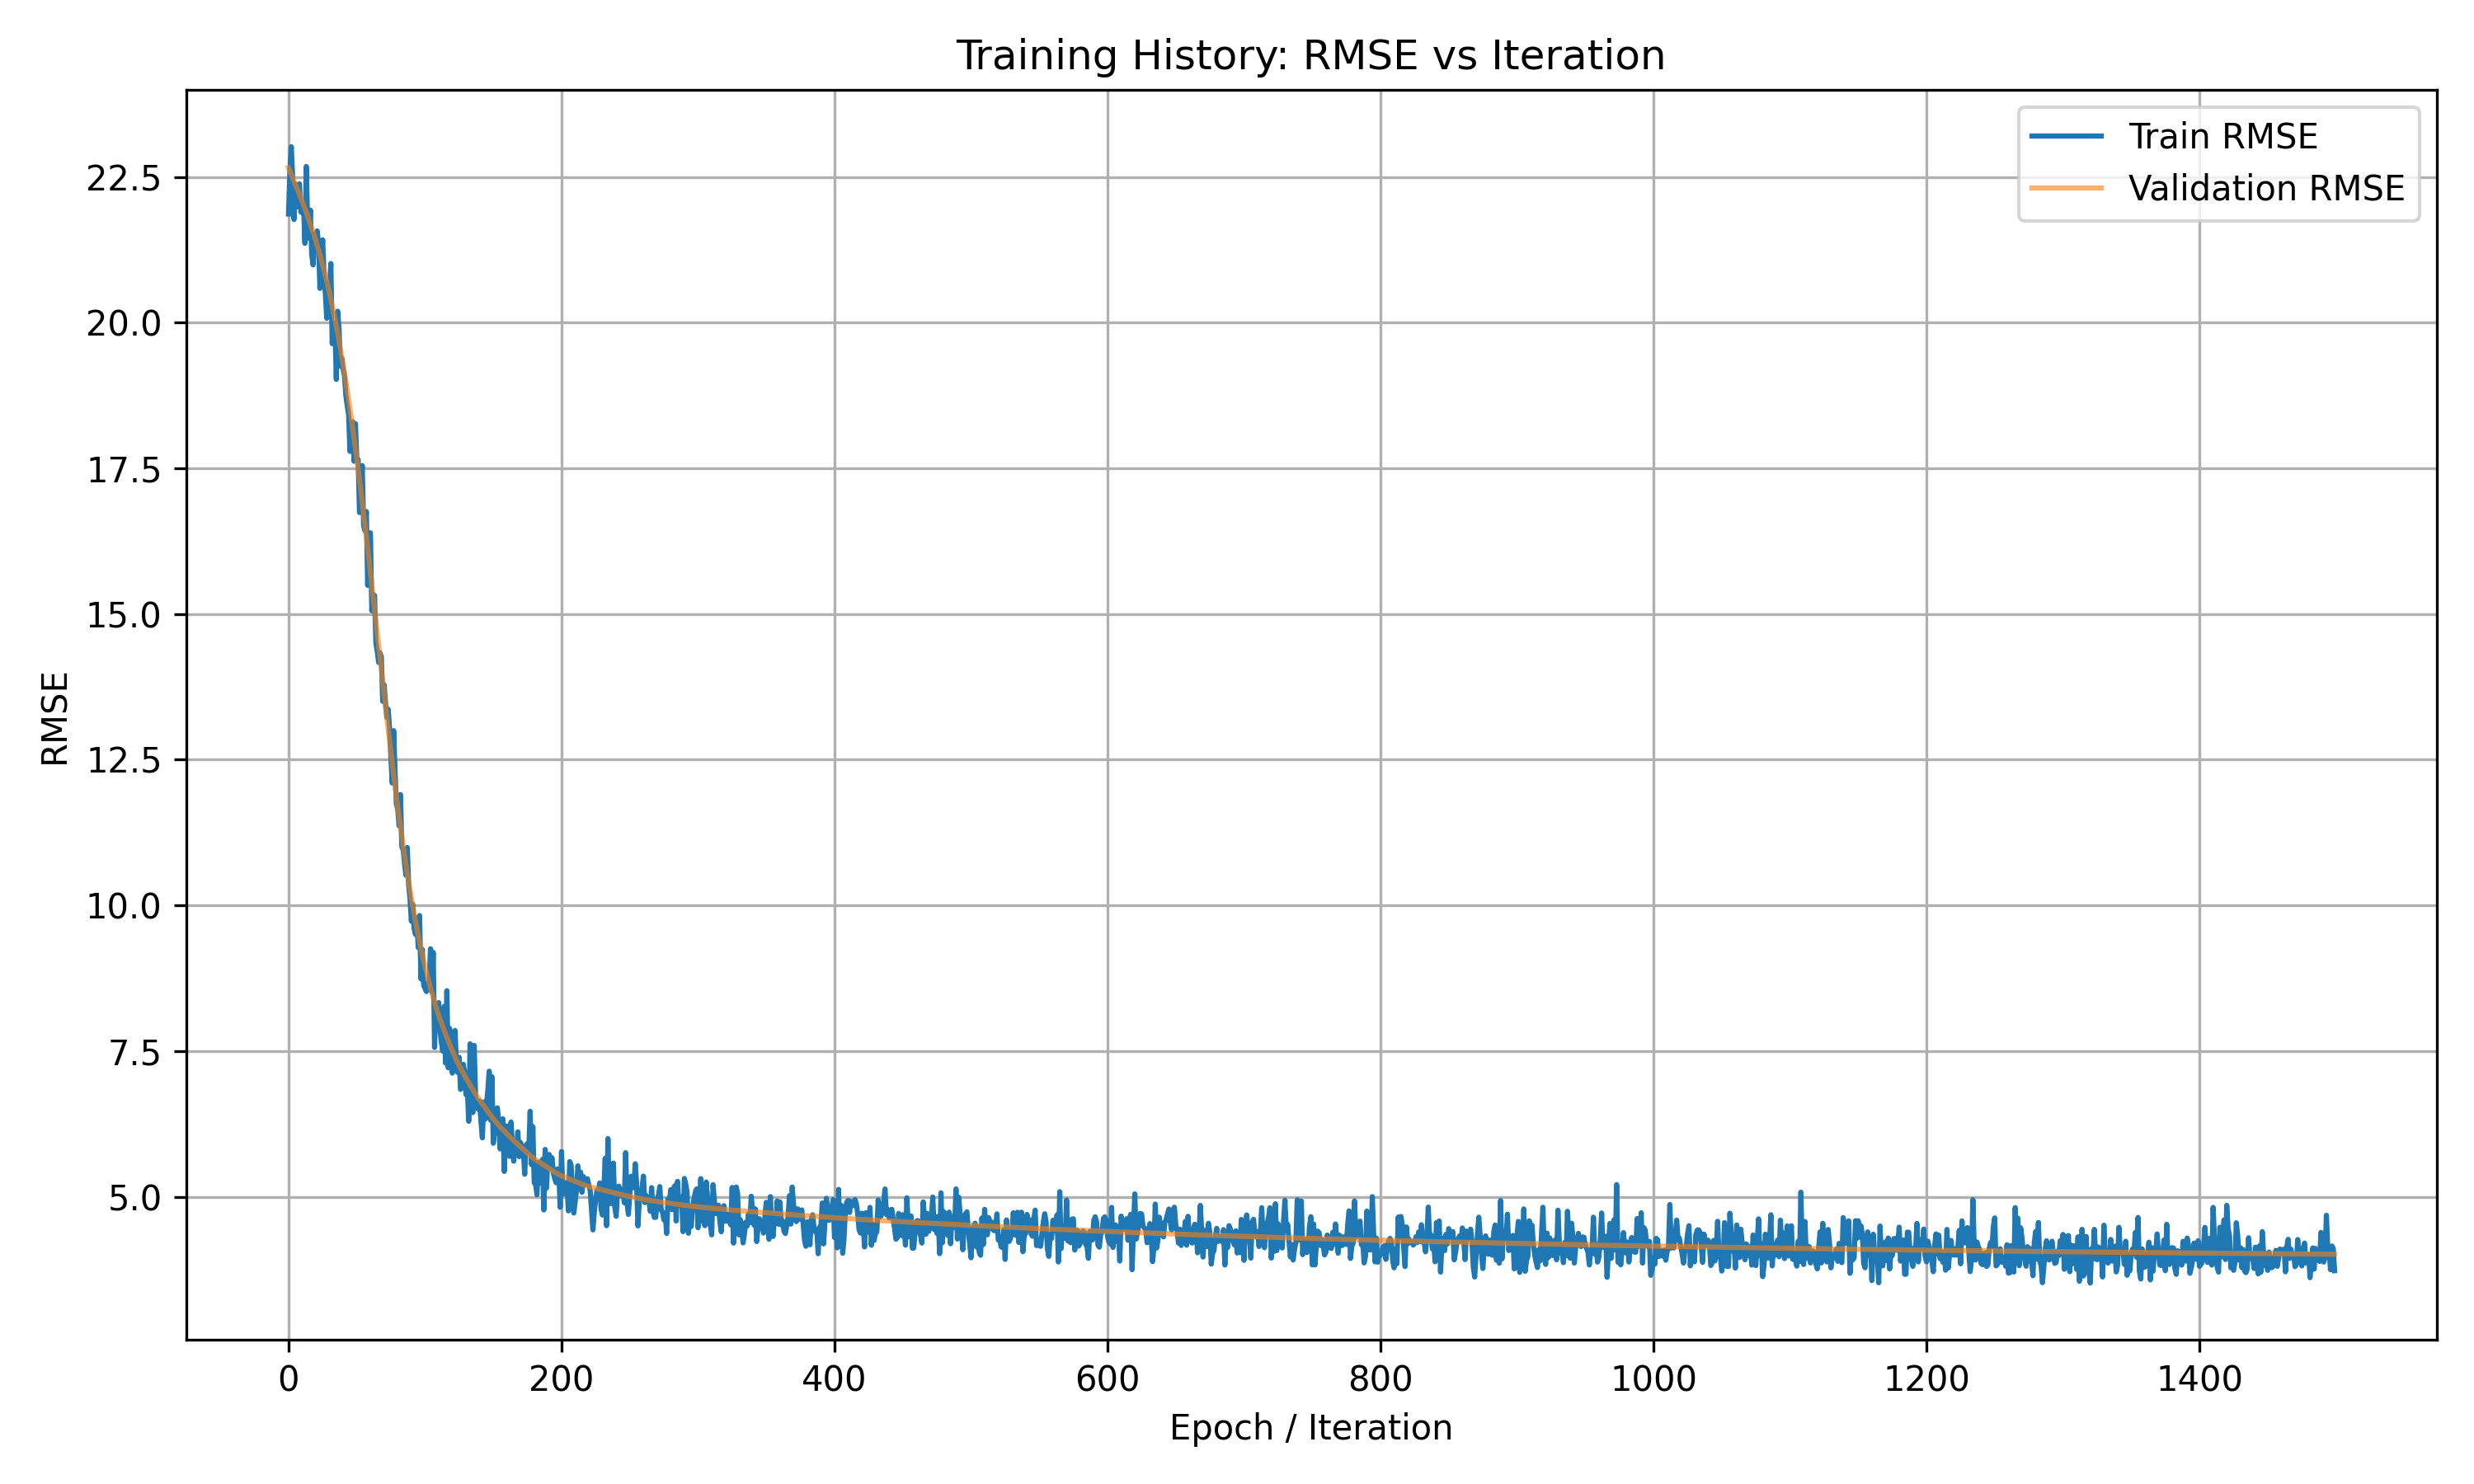 Training History: RMSE vs Iteration
Train RMSE
Validation RMSE
22.5
20.0
17.5
15.0
12.5
10.0
7.5
5.0
RMSE
0 200 400 600 800 1000 1200 1400
Epoch / Iteration